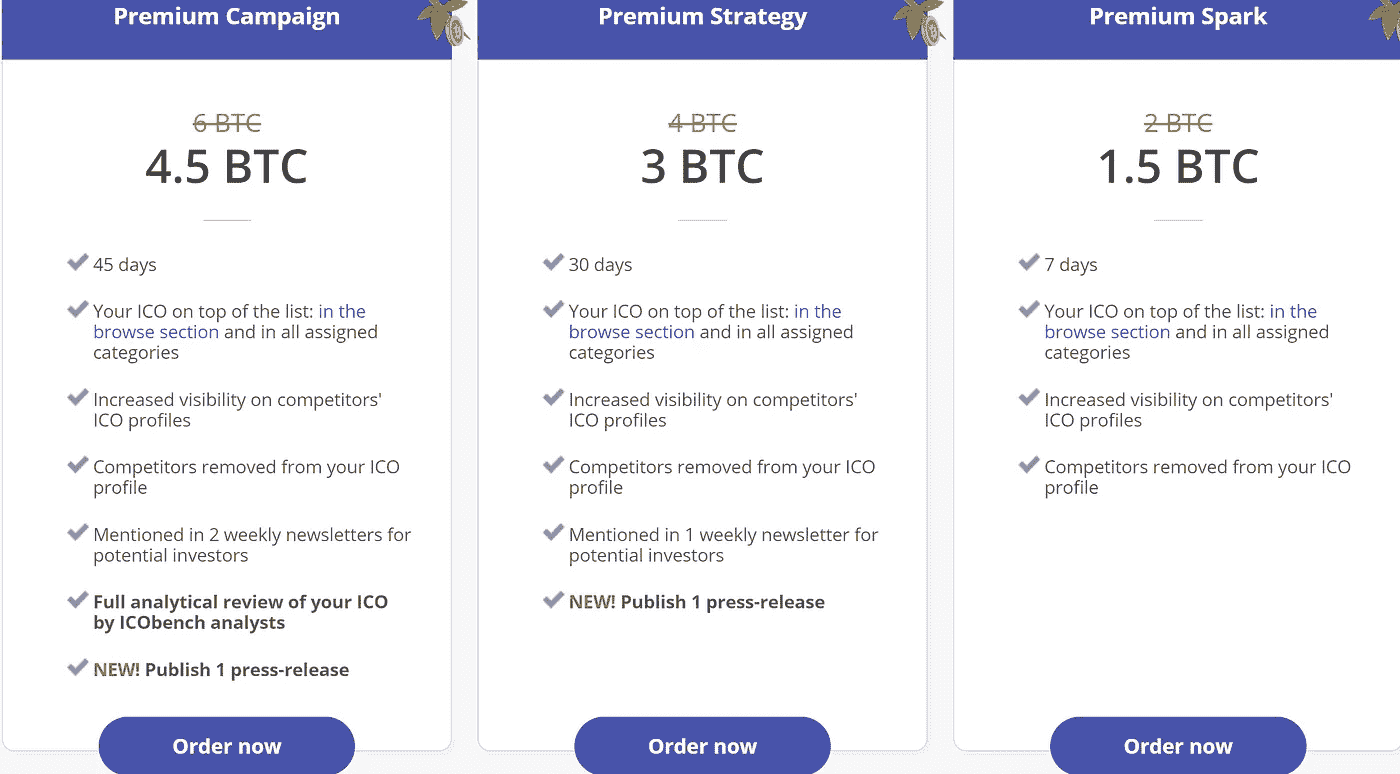 Premium Campaign
6 BTC
4.5 BTC
45 days
Your ICO on top of the list: in the
browse section and in all assigned
categories
Increased visibility on competitors'
ICO profiles
Competitors removed from your ICO
profile
Mentioned in 2 weekly newsletters for
potential investors
Full analytical review of your ICO
by ICObench analysts
NEW! Publish 1 press-release
Order now
Premium Strategy
4 BTC
3 BTC
30 days
Your ICO on top of the list: in the
browse section and in all assigned
categories
Increased visibility on competitors'
ICO profiles
Competitors removed from your ICO
profile
Mentioned in 1 weekly newsletter for
potential investors
NEW! Publish 1 press-release
Order now
Premium Spark
2 BTC
1.5 BTC
7 days
Your ICO on top of the list: in the
browse section and in all assigned
categories
Increased visibility on competitors'
ICO profiles
Competitors removed from your ICO
profile
Order now